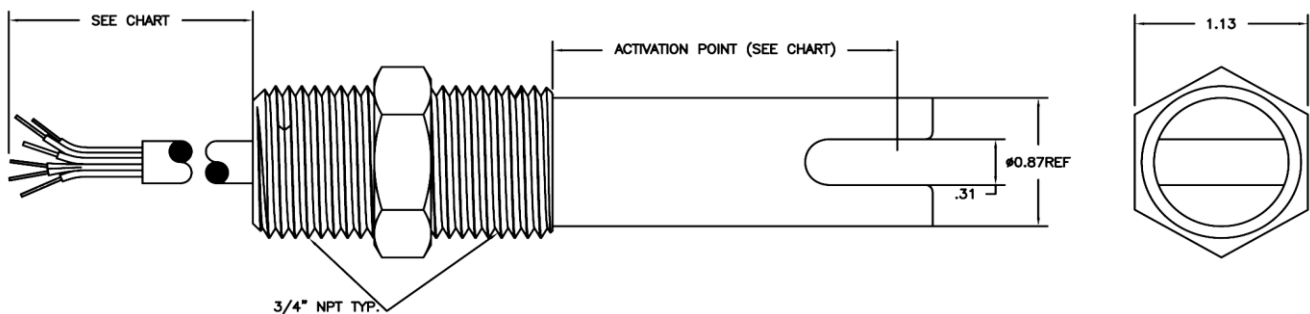 SEE CHART
1.13
ACTIVATION POINT (SEE CHART)
ø0.87REF
.31
3/4" NPT TYP.